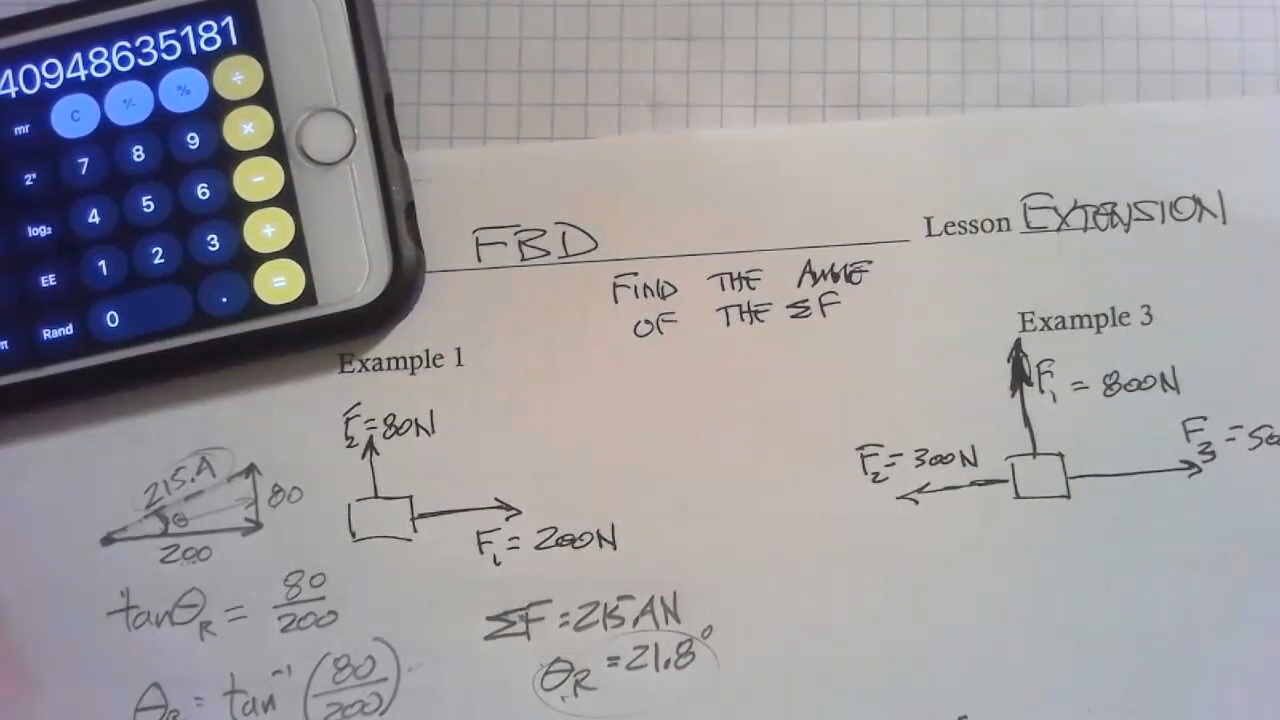 40948635181
mr C % ÷
7 8 9 ×
2ˣ 4 5 6 −
log₂ 1 2 3 +
EE 0 . =
π Rand
FBD
Lesson EXTENSION
FIND THE ANGLE
OF THE ΣF
Example 1
Example 3
F₂=80N
F₁ = 800N
F₂=300N
F₃=50
215.4
θ
80
200
F₁ = 200N
tanθR = 80/200
ΣF = 215.4N
θR = 21.8°
θR = tan⁻¹(80/200)